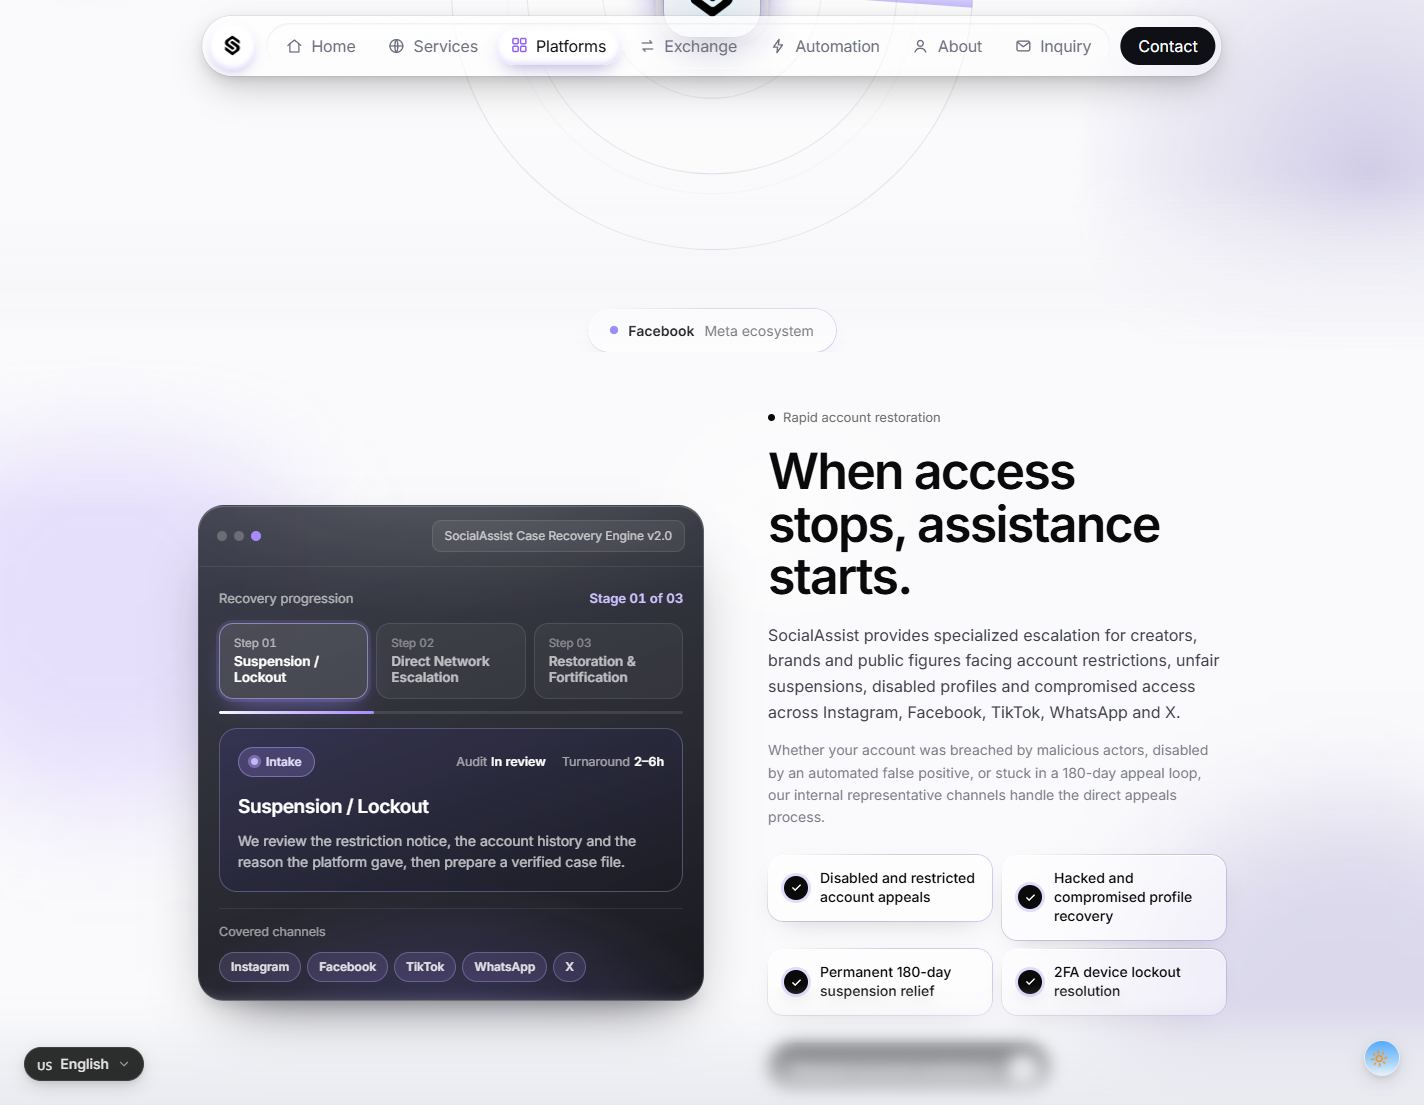 Home
Services
Platforms
Exchange
Automation
About
Inquiry
Contact
Facebook Meta ecosystem
Rapid account restoration
When access
stops, assistance
starts.
SocialAssist provides specialized escalation for creators,
brands and public figures facing account restrictions, unfair
suspensions, disabled profiles and compromised access
across Instagram, Facebook, TikTok, WhatsApp and X.
Whether your account was breached by malicious actors, disabled
by an automated false positive, or stuck in a 180-day appeal loop,
our internal representative channels handle the direct appeals
process.
Disabled and restricted
account appeals
Hacked and
compromised profile
recovery
Permanent 180-day
suspension relief
2FA device lockout
resolution
SocialAssist Case Recovery Engine v2.0
Recovery progression
Stage 01 of 03
Step 01
Suspension /
Lockout
Step 02
Direct Network
Escalation
Step 03
Restoration &
Fortification
Intake
Audit In review
Turnaround 2–6h
Suspension / Lockout
We review the restriction notice, the account history and the
reason the platform gave, then prepare a verified case file.
Covered channels
Instagram
Facebook
TikTok
WhatsApp
X
US English